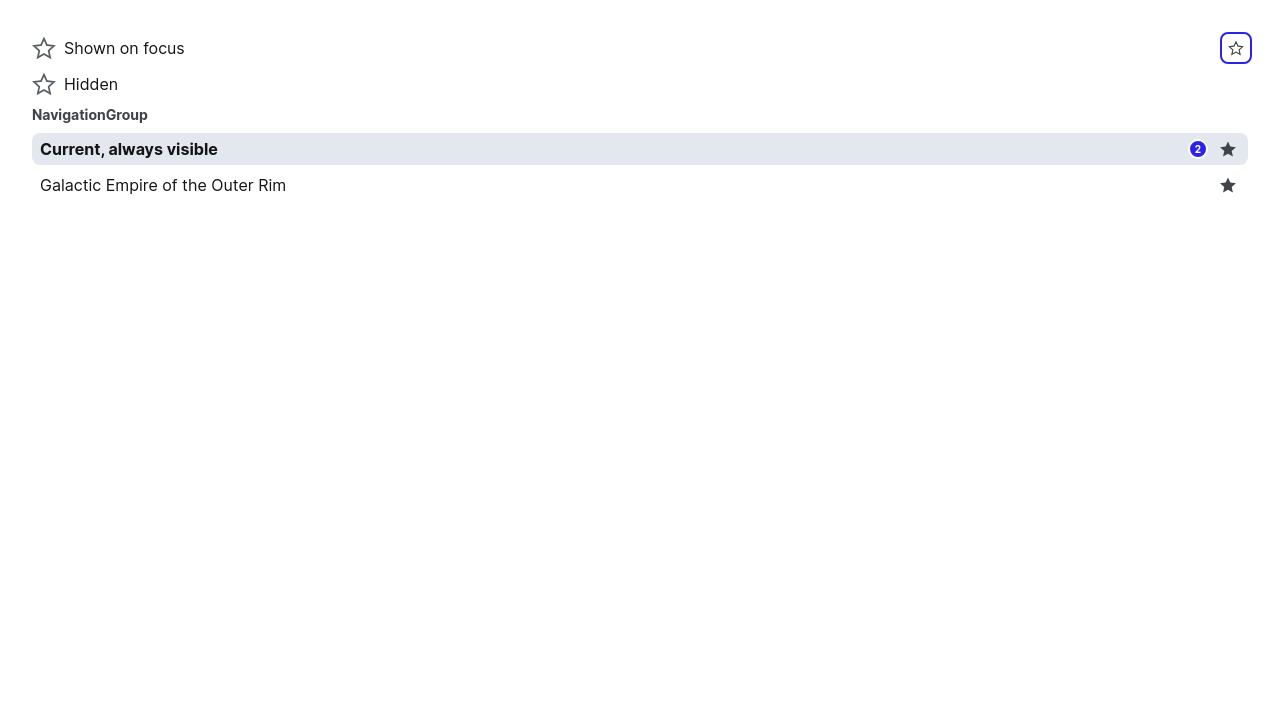 Shown on focus
Hidden
NavigationGroup
Current, always visible 2
Galactic Empire of the Outer Rim